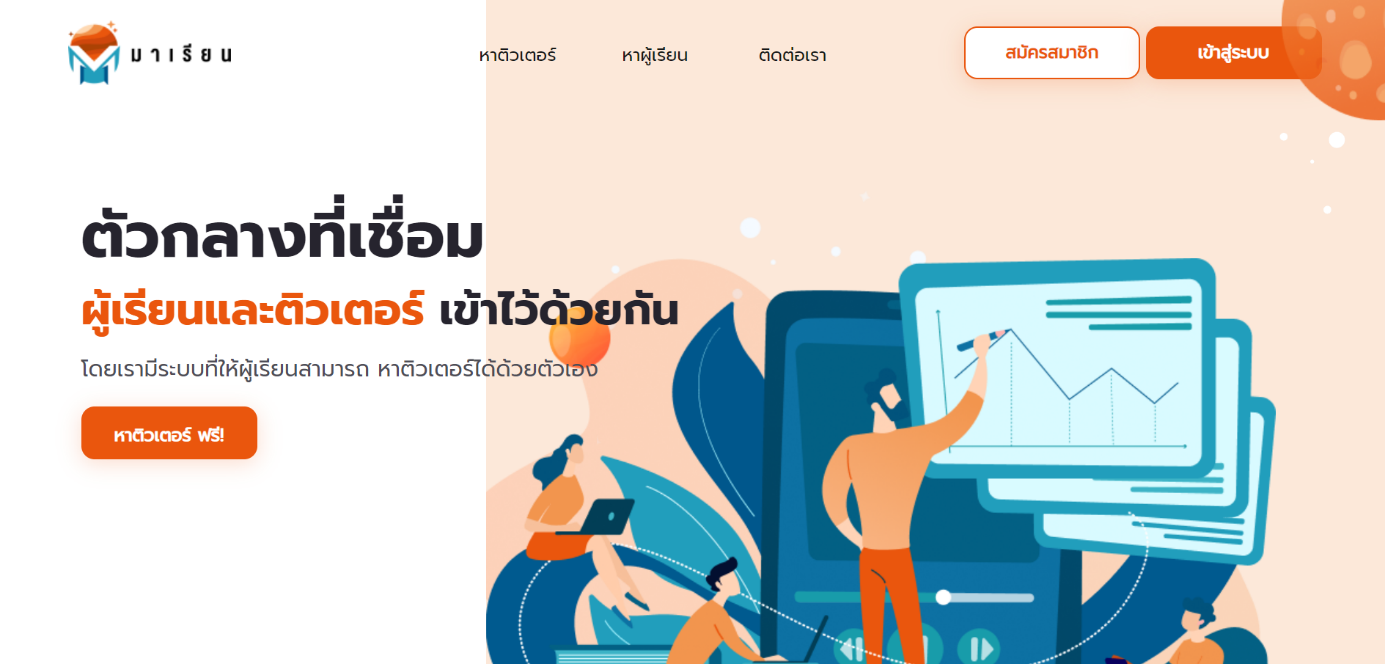 มาเรียน
หาติวเตอร์ หาผู้เรียน ติดต่อเรา สมัครสมาชิก เข้าสู่ระบบ
ตัวกลางที่เชื่อม
ผู้เรียนและติวเตอร์ เข้าไว้ด้วยกัน
โดยเรามีระบบที่ให้ผู้เรียนสามารถ หาติวเตอร์ได้ด้วยตัวเอง
หาติวเตอร์ ฟรี!